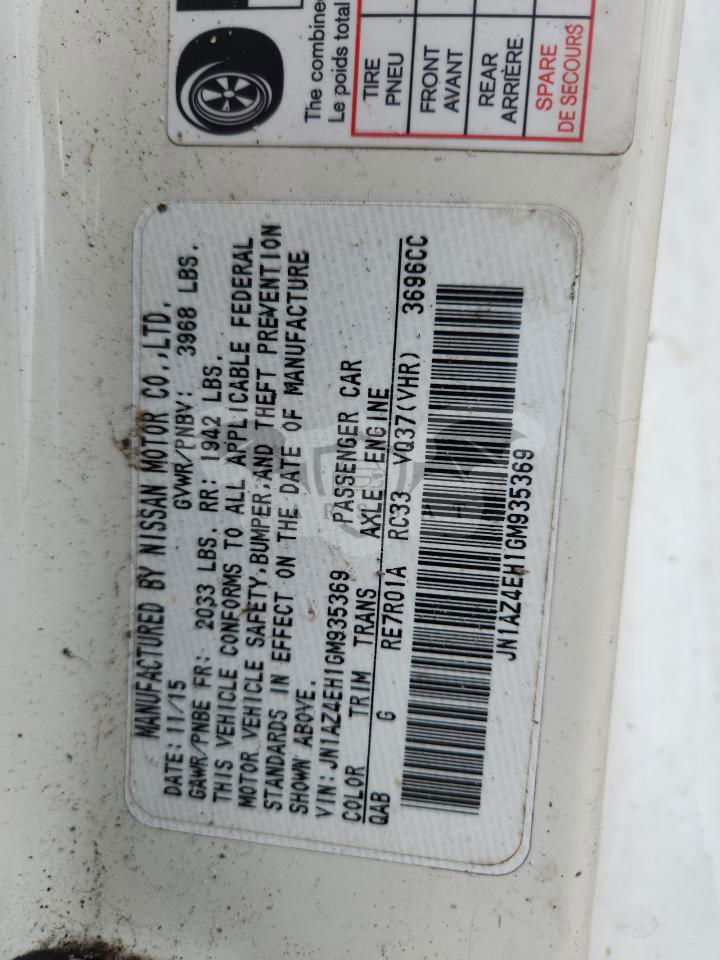 The combined
Le poids total
TIRE
PNEU
FRONT
AVANT
REAR
ARRIÈRE
SPARE
DE SECOURS
MANUFACTURED BY NISSAN MOTOR CO.,LTD.
DATE:11/15 GVWR/PNBV: 3968 LBS.
GAWR/PNBE FR: 2033 LBS. RR: 1942 LBS.
THIS VEHICLE CONFORMS TO ALL APPLICABLE FEDERAL
MOTOR VEHICLE SAFETY,BUMPER,AND THEFT PREVENTION
STANDARDS IN EFFECT ON THE DATE OF MANUFACTURE
SHOWN ABOVE.
VIN:JN1AZ4EH1GM935369 PASSENGER CAR
COLOR TRIM TRANS AXLE ENGINE
QAB G RE7R01A RC33 VQ37(VHR) 3696CC
JN1AZ4EH1GM935369